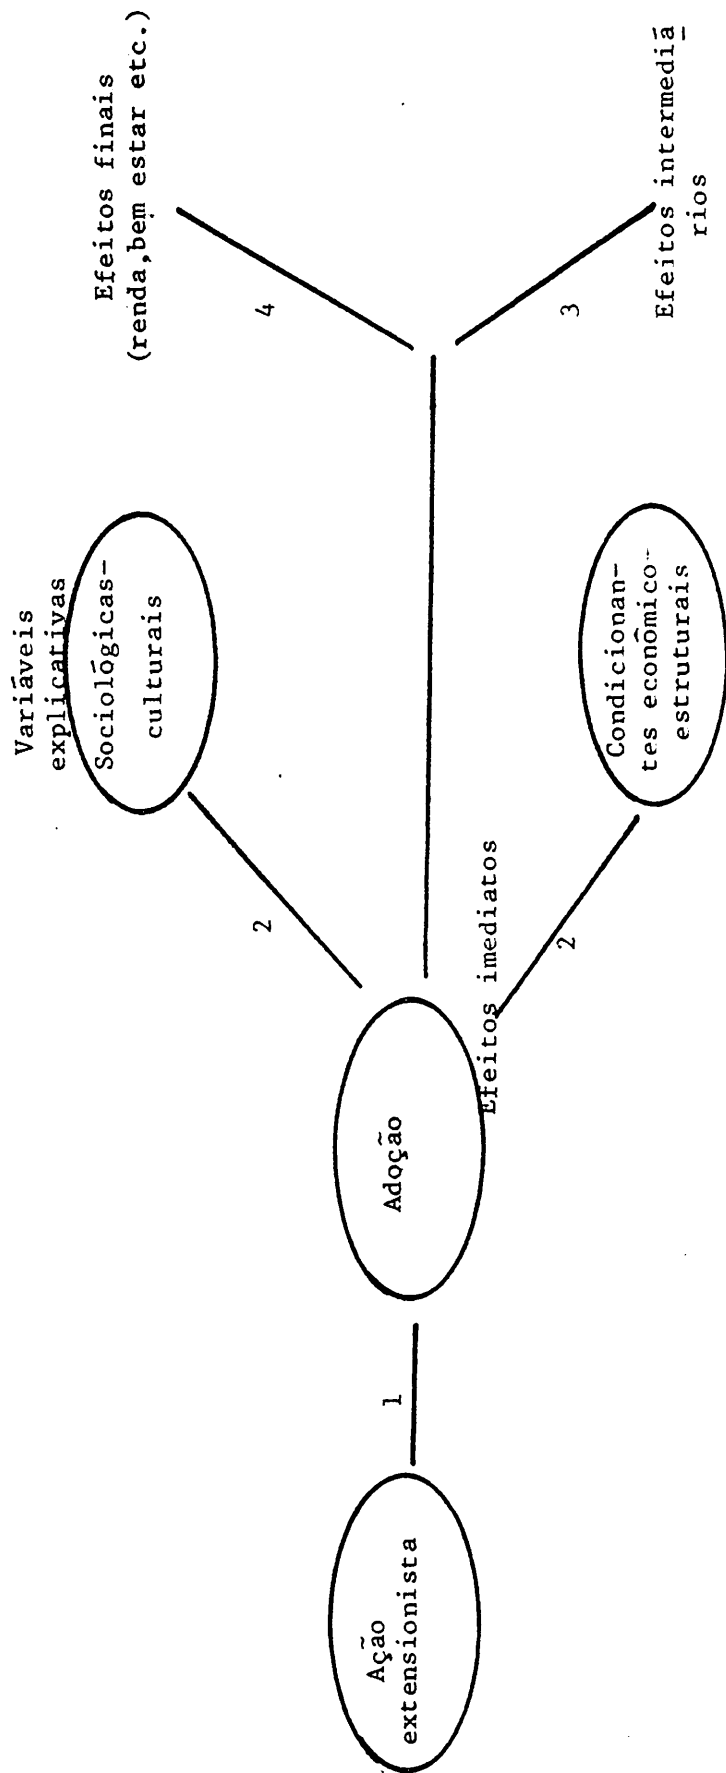 Ação
extensionista
1
Adoção
Efeitos imediatos
2
Variáveis
explicativas
Sociológicas-
culturais
2
Condicionan-
tes econômico-
estruturais
4
Efeitos finais
(renda,bem estar etc.)
3
Efeitos intermediá
rios